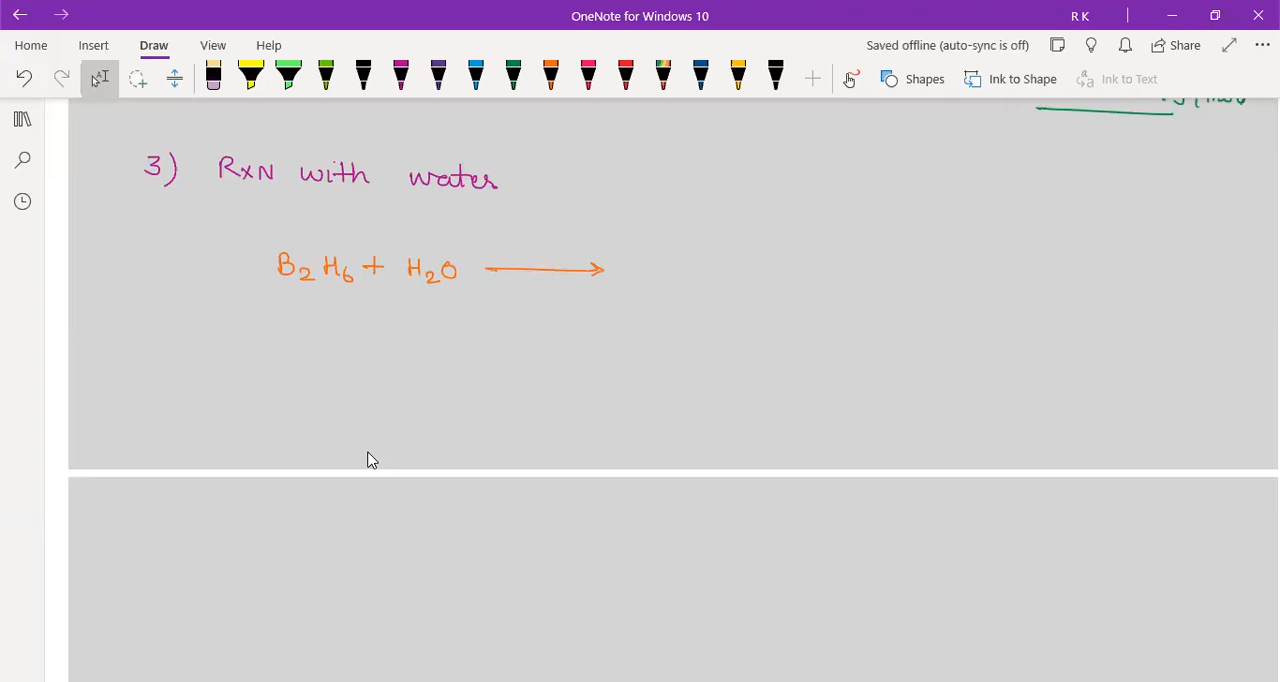 OneNote for Windows 10
R K
Home Insert Draw View Help
Saved offline (auto-sync is off) Share
Shapes Ink to Shape Ink to Text
3) RxN with water
B₂H₆ + H₂O ⟶